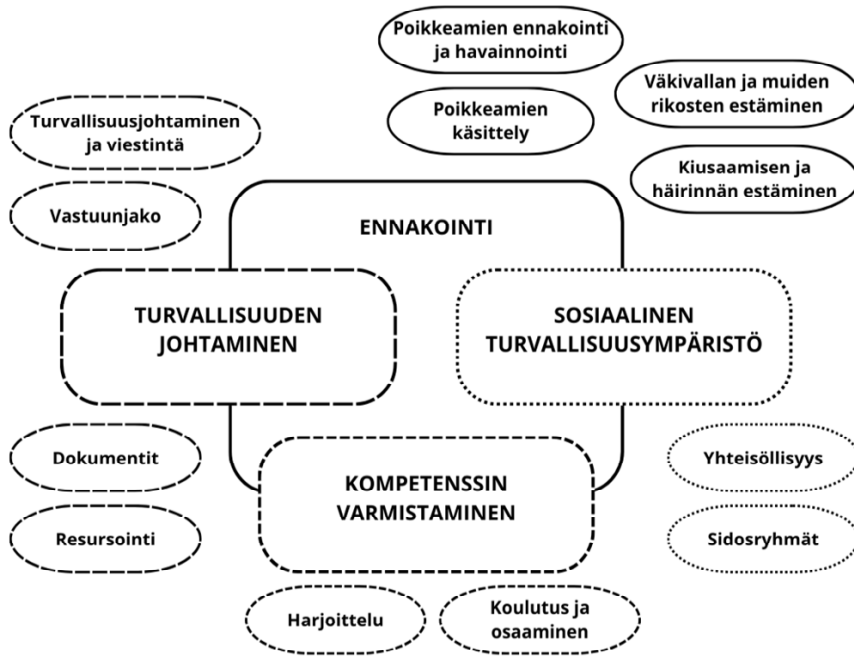 Poikkeamien ennakointi
ja havainnointi
Väkivallan ja muiden
rikosten estäminen
Poikkeamien
käsittely
Turvallisuusjohtaminen
ja viestintä
Kiusaamisen ja
häirinnän estäminen
Vastuunjako
ENNAKOINTI
TURVALLISUUDEN
JOHTAMINEN
SOSIAALINEN
TURVALLISUUSYMPÄRISTÖ
Dokumentit
Yhteisöllisyys
KOMPETENSSIN
VARMISTAMINEN
Resursointi
Sidosryhmät
Harjoittelu
Koulutus ja
osaaminen